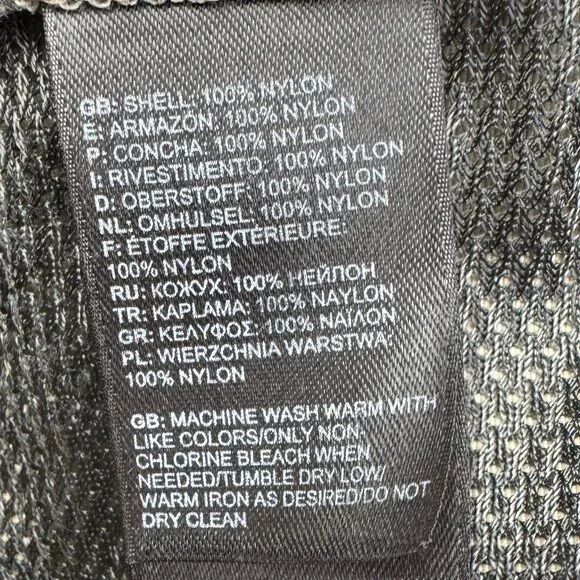 GB: SHELL: 100% NYLON
E: ARMAZÓN: 100% NYLON
P: CONCHA: 100% NYLON
I: RIVESTIMENTO: 100% NYLON
D: OBERSTOFF: 100% NYLON
NL: OMHULSEL: 100% NYLON
F: ÉTOFFE EXTÉRIEURE:
100% NYLON
RU: КОЖУХ: 100% НЕЙЛОН
TR: KAPLAMA: 100% NAYLON
GR: ΚΕΛΥΦΟΣ: 100% ΝΑΪΛΟΝ
PL: WIERZCHNIA WARSTWA:
100% NYLON
GB: MACHINE WASH WARM WITH
LIKE COLORS/ONLY NON-
CHLORINE BLEACH WHEN
NEEDED/TUMBLE DRY LOW/
WARM IRON AS DESIRED/DO NOT
DRY CLEAN